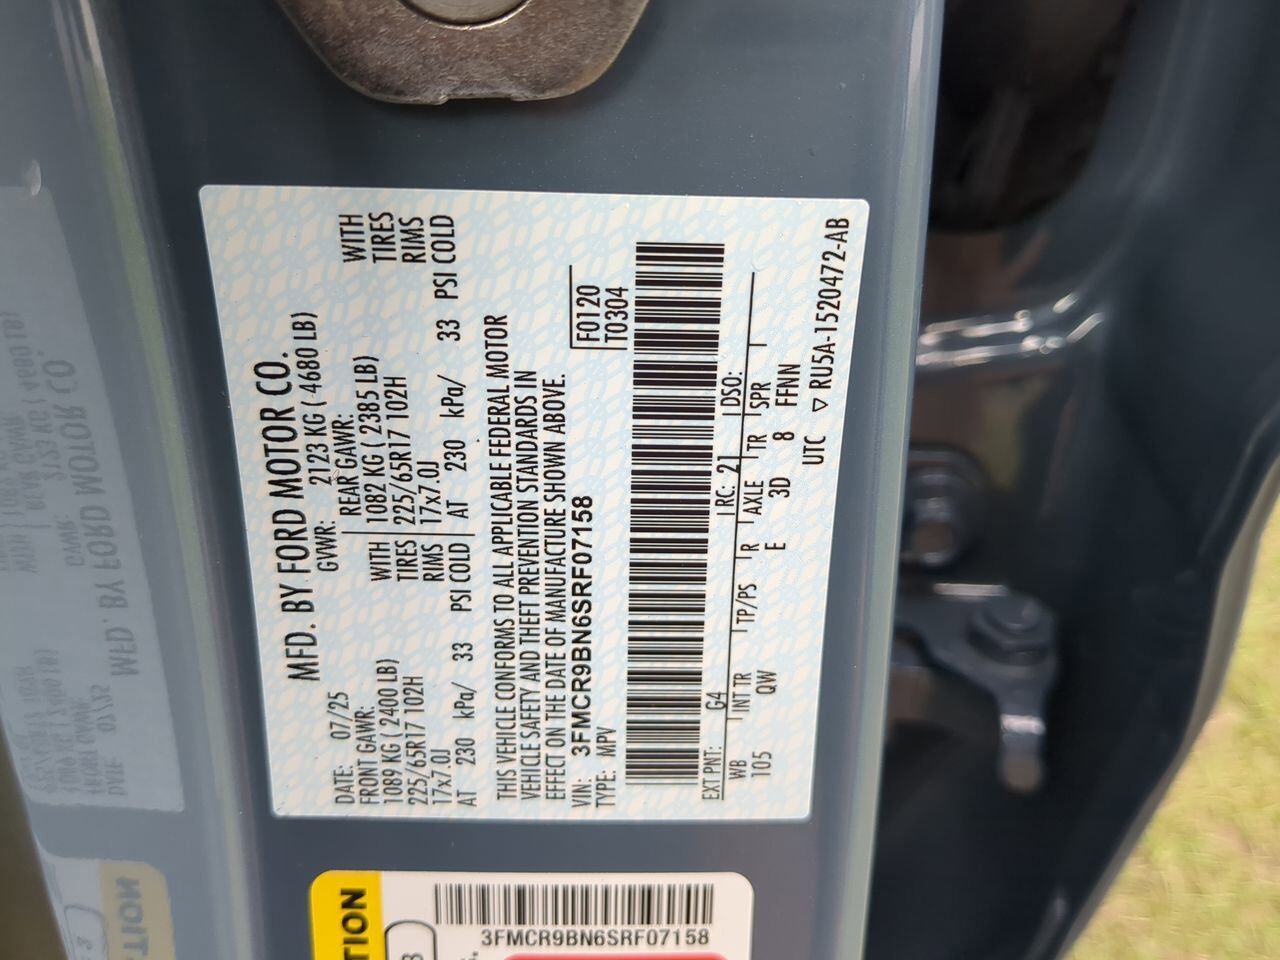 MFD. BY FORD MOTOR CO.
DATE: 07/25 GVWR: 2123 KG ( 4680 LB)
FRONT GAWR: REAR GAWR:
1089 KG ( 2400 LB) WITH 1082 KG ( 2385 LB) WITH
225/65R17 102H TIRES 225/65R17 102H TIRES
17x7.0J RIMS 17x7.0J RIMS
AT 230 kPa/ 33 PSI COLD AT 230 kPa/ 33 PSI COLD
THIS VEHICLE CONFORMS TO ALL APPLICABLE FEDERAL MOTOR
VEHICLE SAFETY AND THEFT PREVENTION STANDARDS IN
EFFECT ON THE DATE OF MANUFACTURE SHOWN ABOVE.
VIN: 3FMCR9BN6SRF07158 F0120
TYPE: MPV T0304
EXT PNT: G4 RC: 21 DSO:
WB INT TR TP/PS R AXLE TR SPR
105 QW E 3D 8 FFNN
UTC ▽ RU5A-1520472-AB
TION
3FMCR9BN6SRF07158